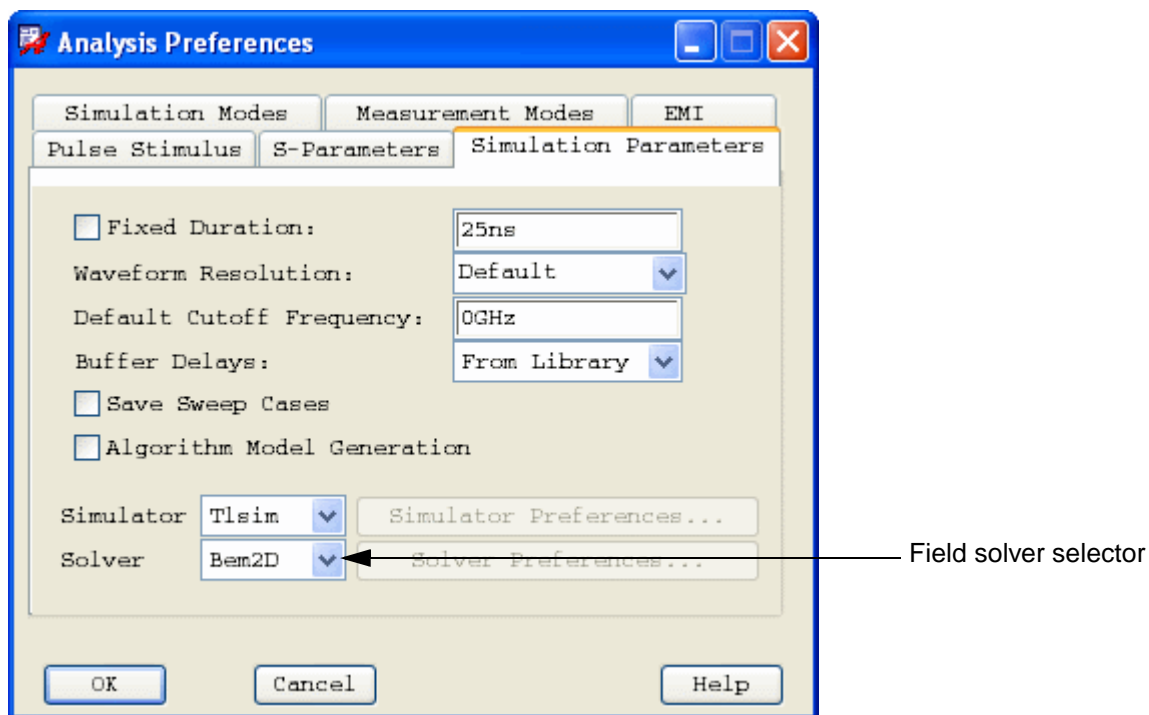 Analysis Preferences
Simulation Modes Measurement Modes EMI
Pulse Stimulus S-Parameters Simulation Parameters
Fixed Duration: 25ns
Waveform Resolution: Default
Default Cutoff Frequency: 0GHz
Buffer Delays: From Library
Save Sweep Cases
Algorithm Model Generation
Simulator Tlsim Simulator Preferences...
Solver Bem2D Solver Preferences... Field solver selector
OK Cancel Help